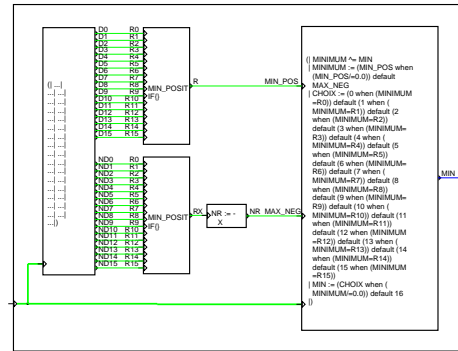 D0 R0
D1 R1
D2 R2
D3 R3
D4 R4
D5 R5
D6 R6
D7 R7
D8 R8
D9 R9
D10 R10
D11 R11
D12 R12
D13 R13
D14 R14
D15 R15
(| ...|
...| ...|
...| ...|
...| ...|
...| ...|
...| ...|
...| ...|
...| ...|
...|)
MIN_POSIT
IF()
R
MIN_POS
ND0 R0
ND1 R1
ND2 R2
ND3 R3
ND4 R4
ND5 R5
ND6 R6
ND7 R7
ND8 R8
ND9 R9
ND10 R10
ND11 R11
ND12 R12
ND13 R13
ND14 R14
ND15 R15
MIN_POSIT
IF()
RX
NR := -
X
NR MAX_NEG
(| MINIMUM ^= MIN
| MINIMUM := (MIN_POS when
(MIN_POS/=0.0)) default
MAX_NEG
| CHOIX := (0 when (MINIMUM
=R0)) default (1 when (
MINIMUM=R1)) default (2
when (MINIMUM=R2))
default (3 when (MINIMUM=
R3)) default (4 when (
MINIMUM=R4)) default (5
when (MINIMUM=R5))
default (6 when (MINIMUM=
R6)) default (7 when (
MINIMUM=R7)) default (8
when (MINIMUM=R8))
default (9 when (MINIMUM=
R9)) default (10 when (
MINIMUM=R10)) default (11
when (MINIMUM=R11))
default (12 when (MINIMUM
=R12)) default (13 when (
MINIMUM=R13)) default (14
when (MINIMUM=R14))
default (15 when (MINIMUM
=R15))
| MIN := (CHOIX when (
MINIMUM/=0.0)) default 16
|)
MIN